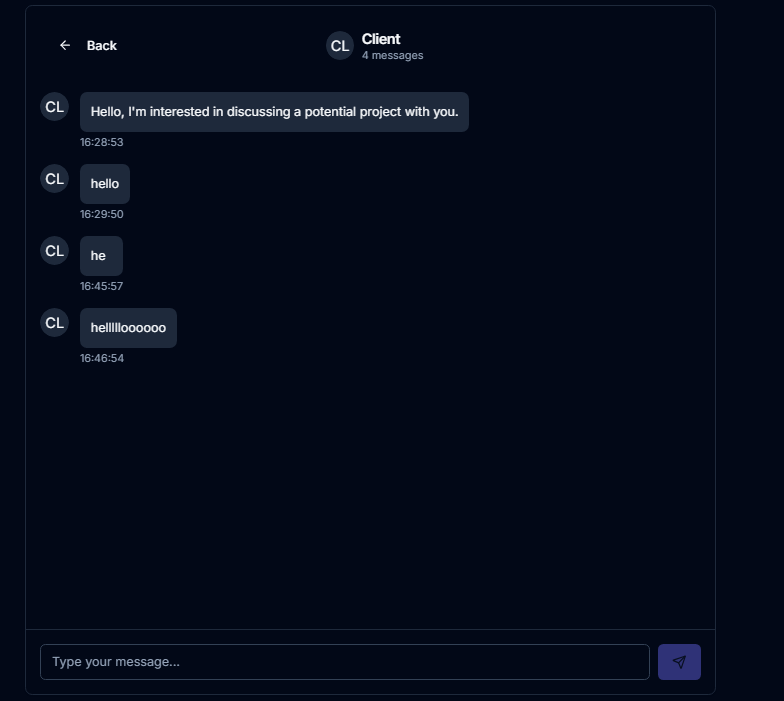 Back
CL Client
4 messages
CL Hello, I'm interested in discussing a potential project with you.
16:28:53
CL hello
16:29:50
CL he
16:45:57
CL hellllloooooo
16:46:54
Type your message...